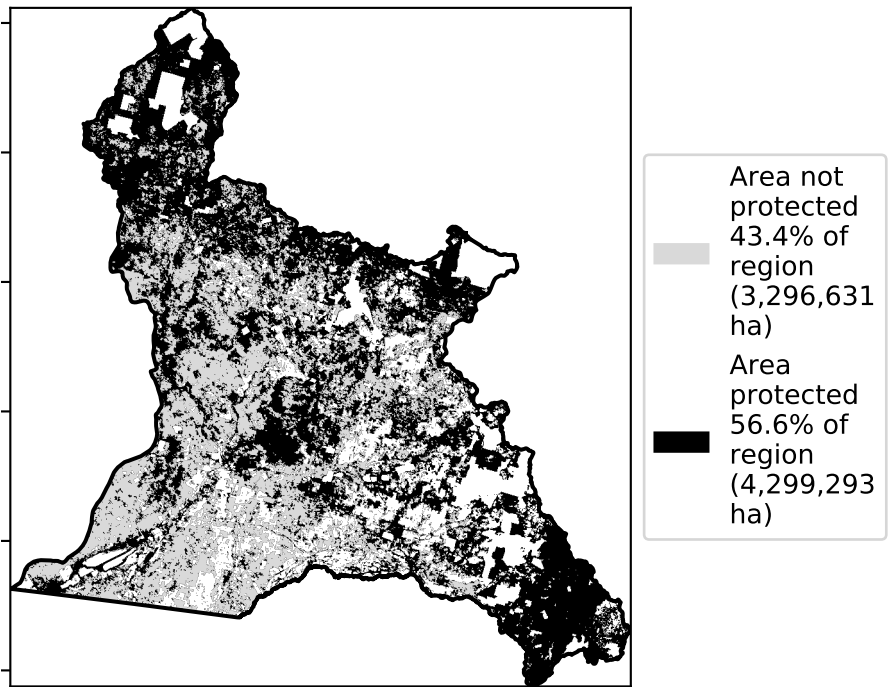 Area not
protected
43.4% of
region
(3,296,631
ha)
Area
protected
56.6% of
region
(4,299,293
ha)